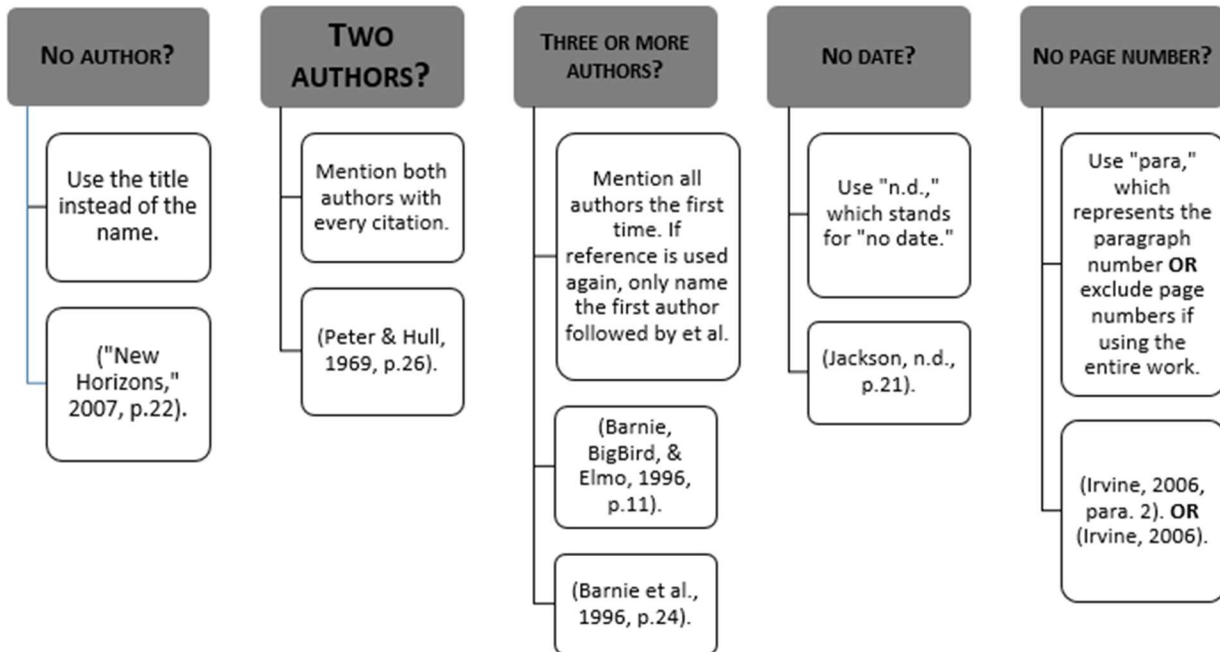 NO AUTHOR?
Use the title
instead of the
name.
("New
Horizons,"
2007, p.22).
TWO
AUTHORS?
Mention both
authors with
every citation.
(Peter & Hull,
1969, p.26).
THREE OR MORE
AUTHORS?
Mention all
authors the first
time. If
reference is used
again, only name
the first author
followed by et al.
(Barnie,
BigBird, &
Elmo, 1996,
p.11).
(Barnie et al.,
1996, p.24).
NO DATE?
Use "n.d.,"
which stands
for "no date."
(Jackson, n.d.,
p.21).
NO PAGE NUMBER?
Use "para,"
which
represents the
paragraph
number OR
exclude page
numbers if
using the
entire work.
(Irvine, 2006,
para. 2). OR
(Irvine, 2006).